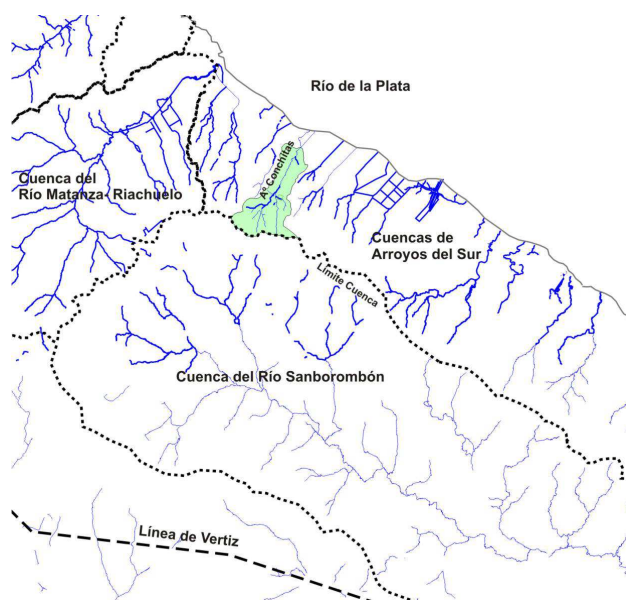 Río de la Plata
Aº Conchitas
Cuenca del
Río Matanza- Riachuelo
Cuencas de
Arroyos del Sur
Límite Cuenca
Cuenca del Río Sanborombón
Línea de Vertiz